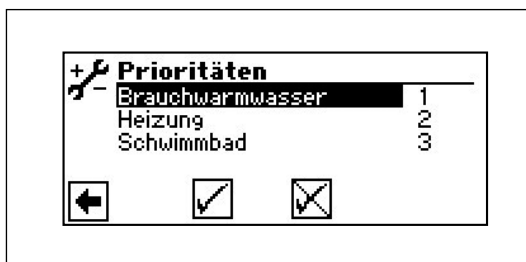 Prioritäten
Brauchwarmwasser 1
Heizung 2
Schwimmbad 3